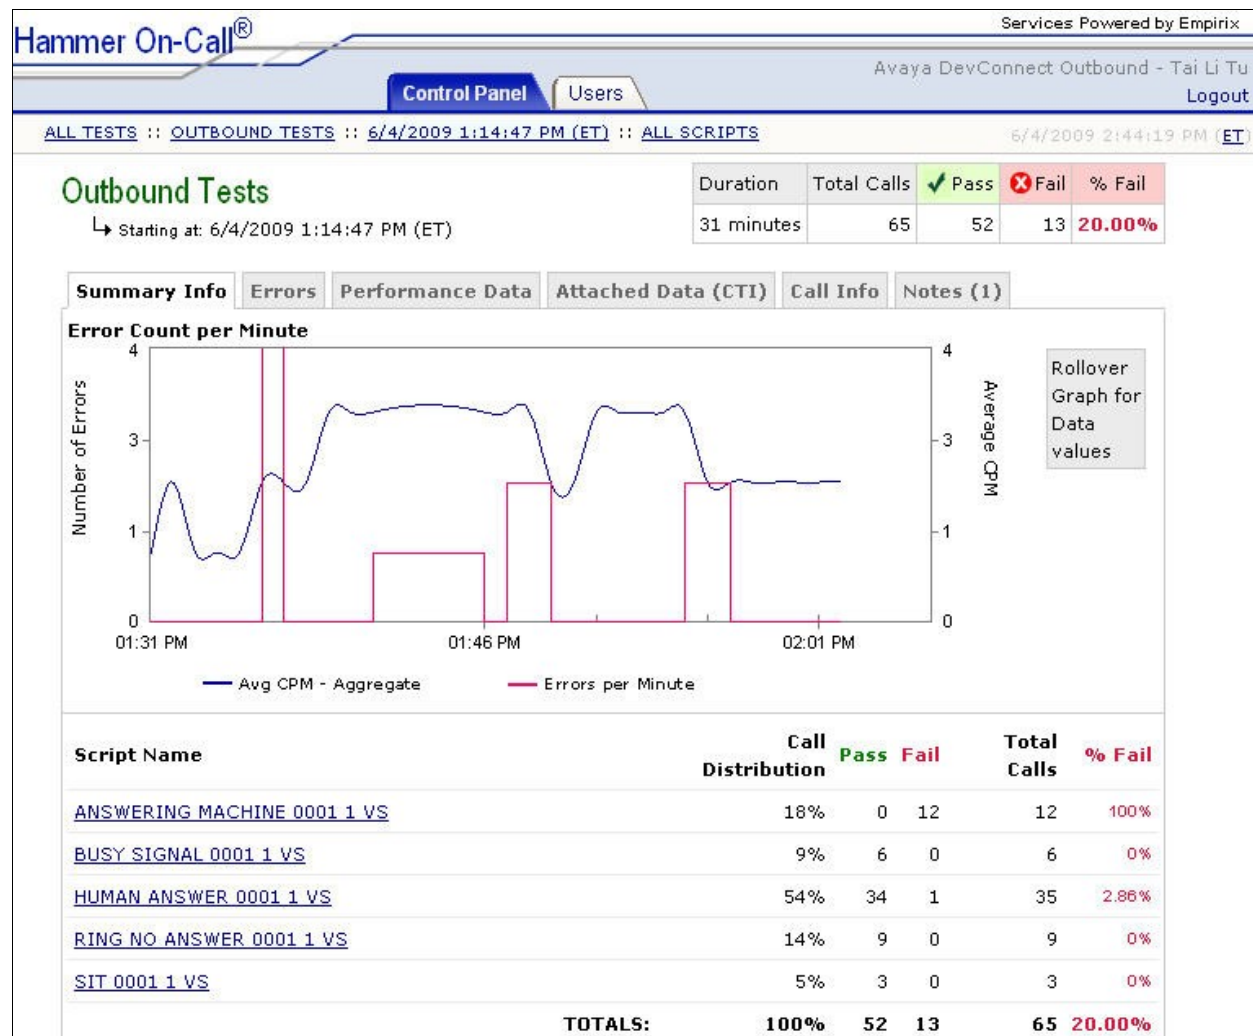 Hammer On-Call®
Services Powered by Empirix
Avaya DevConnect Outbound - Tai Li Tu
Control Panel Users
Logout
ALL TESTS :: OUTBOUND TESTS :: 6/4/2009 1:14:47 PM (ET) :: ALL SCRIPTS
6/4/2009 2:44:19 PM (ET)
Outbound Tests
Starting at: 6/4/2009 1:14:47 PM (ET)
Duration Total Calls Pass Fail % Fail
31 minutes 65 52 13 20.00%
Summary Info Errors Performance Data Attached Data (CTI) Call Info Notes (1)
Error Count per Minute
4 4
3 3
1 1
0 0
Number of Errors
Average CPM
Rollover
Graph for
Data
values
01:31 PM 01:46 PM 02:01 PM
Avg CPM - Aggregate Errors per Minute
Script Name Call Distribution Pass Fail Total Calls % Fail
ANSWERING MACHINE 0001 1 VS 18% 0 12 12 100%
BUSY SIGNAL 0001 1 VS 9% 6 0 6 0%
HUMAN ANSWER 0001 1 VS 54% 34 1 35 2.86%
RING NO ANSWER 0001 1 VS 14% 9 0 9 0%
SIT 0001 1 VS 5% 3 0 3 0%
TOTALS: 100% 52 13 65 20.00%